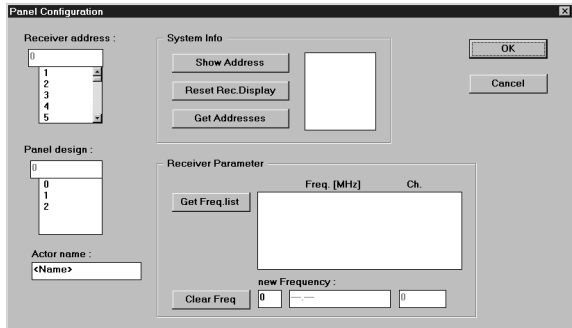 Panel Configuration
Receiver address :
0
1
2
3
4
5
Panel design :
0
0
1
2
Actor name :
<Name>
System Info
Show Address
Reset Rec.Display
Get Addresses
OK
Cancel
Receiver Parameter
Freq. [MHz] Ch.
Get Freq.list
new Frequency :
Clear Freq 0 ---.--- 0